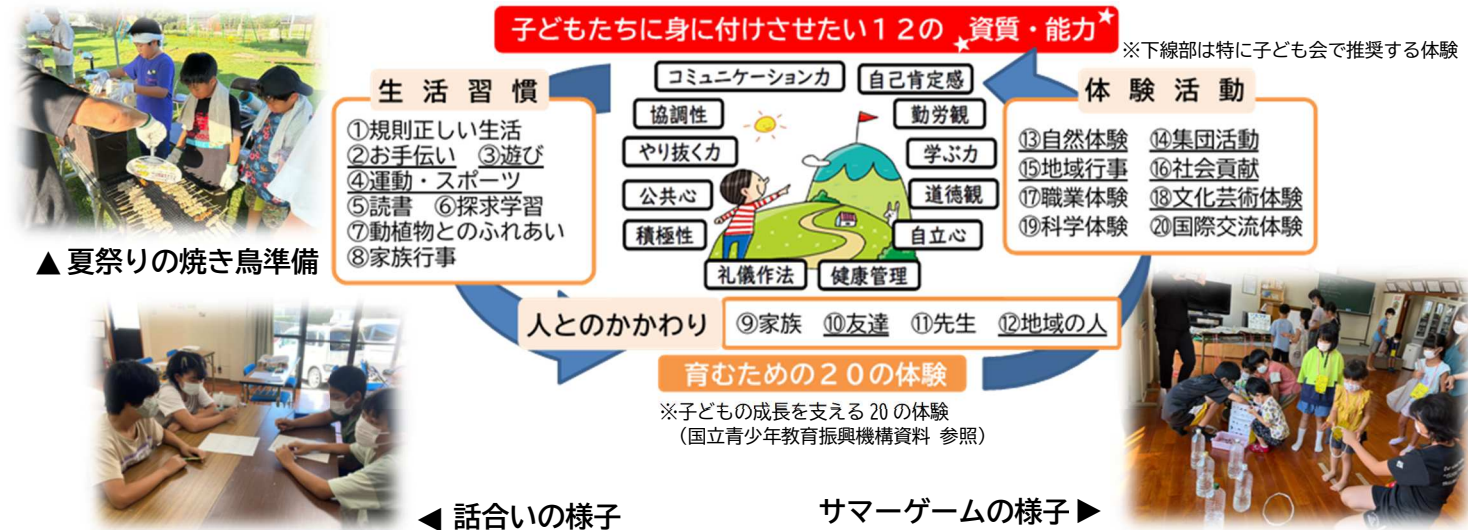 子どもたちに身に付けさせたい12の 資質・能力
※下線部は特に子ども会で推奨する体験
生活習慣
①規則正しい生活
②お手伝い ③遊び
④運動・スポーツ
⑤読書 ⑥探求学習
⑦動植物とのふれあい
⑧家族行事
コミュニケーション力
自己肯定感
協調性
勤労観
やり抜く力
学ぶ力
公共心
道徳観
積極性
自立心
礼儀作法
健康管理
体験活動
⑬自然体験 ⑭集団活動
⑮地域行事 ⑯社会貢献
⑰職業体験 ⑱文化芸術体験
⑲科学体験 ⑳国際交流体験
▲夏祭りの焼き鳥準備
人とのかかわり ⑨家族 ⑩友達 ⑪先生 ⑫地域の人
育むための20の体験
※子どもの成長を支える20の体験
（国立青少年教育振興機構資料 参照）
◀ 話合いの様子
サマーゲームの様子▶